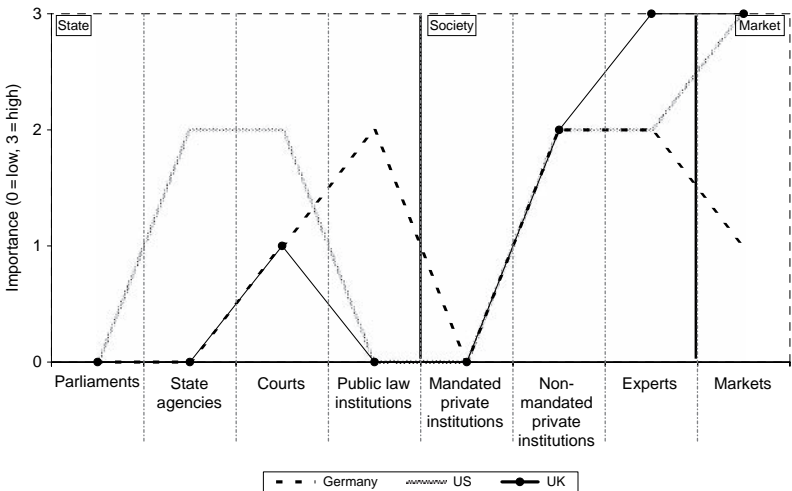 3
State
Society
Market
2
1
0
Importance (0 = low, 3 = high)
Parliaments
State
agencies
Courts
Public law
institutions
Mandated
private
institutions
Non-
mandated
private
institutions
Experts
Markets
Germany
US
UK